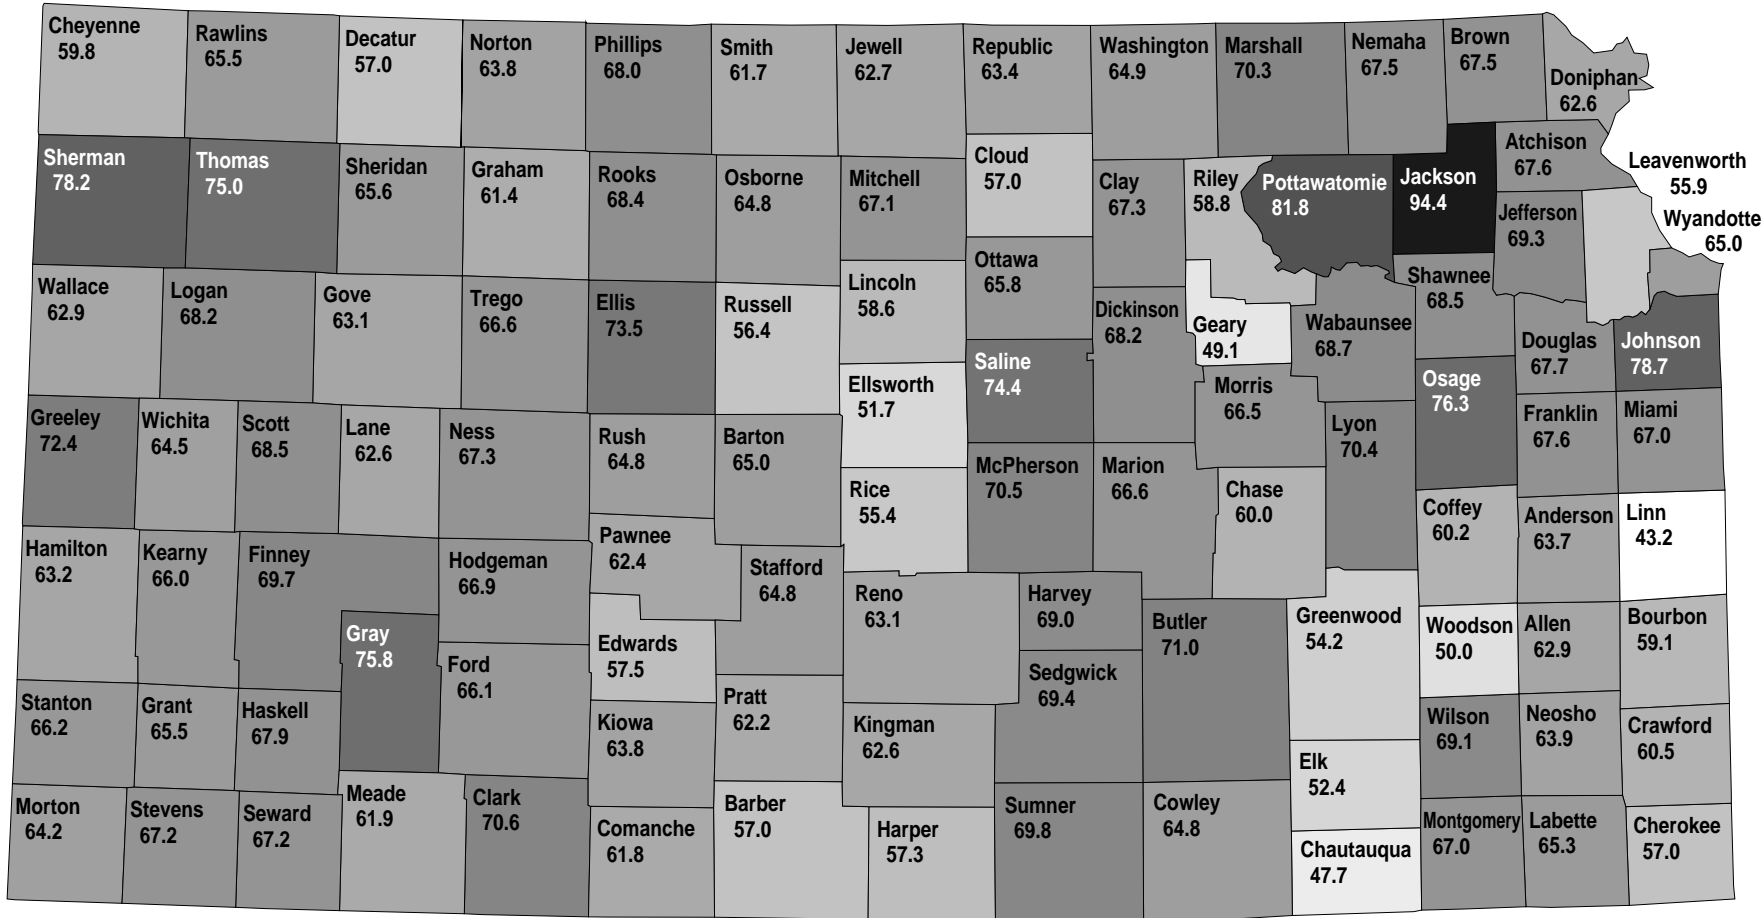 Cheyenne
59.8
Rawlins
65.5
Decatur
57.0
Norton
63.8
Phillips
68.0
Smith
61.7
Jewell
62.7
Republic
63.4
Washington
64.9
Marshall
70.3
Nemaha
67.5
Brown
67.5
Doniphan
62.6
Sherman
78.2
Thomas
75.0
Sheridan
65.6
Graham
61.4
Rooks
68.4
Osborne
64.8
Mitchell
67.1
Cloud
57.0
Clay
67.3
Riley
58.8
Pottawatomie
81.8
Jackson
94.4
Atchison
67.6
Jefferson
69.3
Leavenworth
55.9
Wyandotte
65.0
Wallace
62.9
Logan
68.2
Gove
63.1
Trego
66.6
Ellis
73.5
Russell
56.4
Lincoln
58.6
Ottawa
65.8
Dickinson
68.2
Geary
49.1
Wabaunsee
68.7
Shawnee
68.5
Douglas
67.7
Johnson
78.7
Ellsworth
51.7
Saline
74.4
Morris
66.5
Osage
76.3
Greeley
72.4
Wichita
64.5
Scott
68.5
Lane
62.6
Ness
67.3
Rush
64.8
Barton
65.0
Rice
55.4
McPherson
70.5
Marion
66.6
Chase
60.0
Lyon
70.4
Franklin
67.6
Miami
67.0
Coffey
60.2
Anderson
63.7
Linn
43.2
Hamilton
63.2
Kearny
66.0
Finney
69.7
Hodgeman
66.9
Pawnee
62.4
Stafford
64.8
Reno
63.1
Harvey
69.0
Butler
71.0
Greenwood
54.2
Woodson
50.0
Allen
62.9
Bourbon
59.1
Gray
75.8
Ford
66.1
Edwards
57.5
Sedgwick
69.4
Stanton
66.2
Grant
65.5
Haskell
67.9
Kiowa
63.8
Pratt
62.2
Kingman
62.6
Elk
52.4
Wilson
69.1
Neosho
63.9
Crawford
60.5
Morton
64.2
Stevens
67.2
Seward
67.2
Meade
61.9
Clark
70.6
Comanche
61.8
Barber
57.0
Harper
57.3
Sumner
69.8
Cowley
64.8
Chautauqua
47.7
Montgomery
67.0
Labette
65.3
Cherokee
57.0